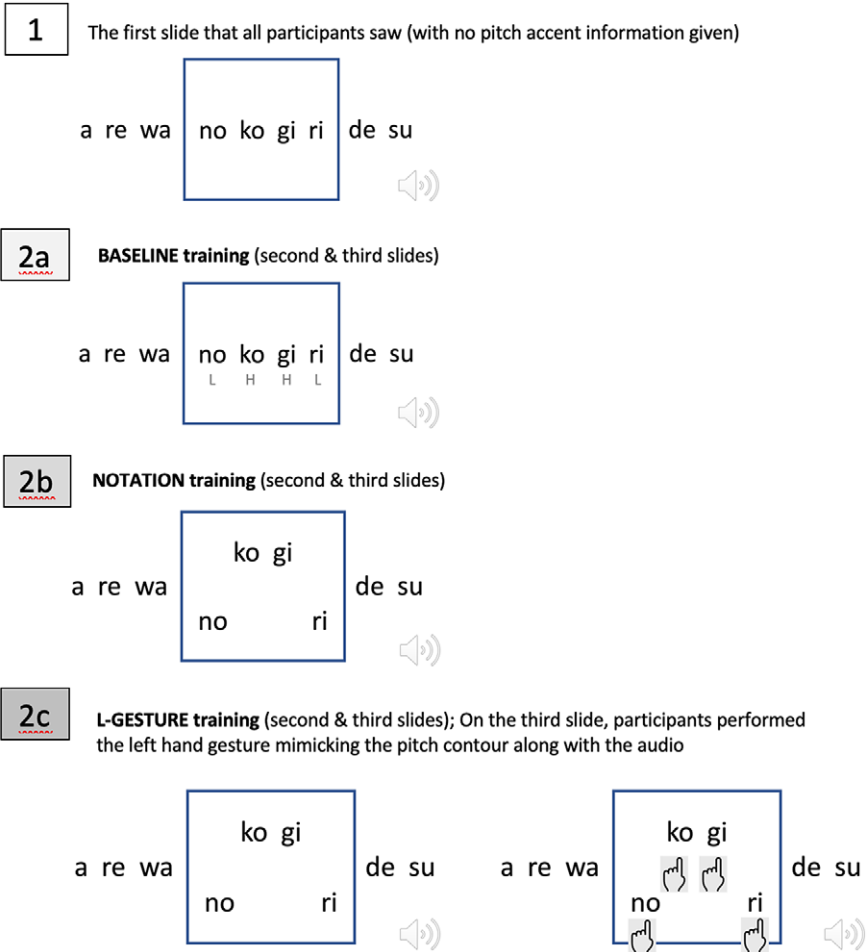 1
The first slide that all participants saw (with no pitch accent information given)
a re wa no ko gi ri de su
2a
BASELINE training (second & third slides)
a re wa no ko gi ri de su
L H H L
2b
NOTATION training (second & third slides)
ko gi
a re wa de su
no ri
2c
L-GESTURE training (second & third slides); On the third slide, participants performed
the left hand gesture mimicking the pitch contour along with the audio
ko gi
a re wa de su
no ri
ko gi
a re wa de su
no ri